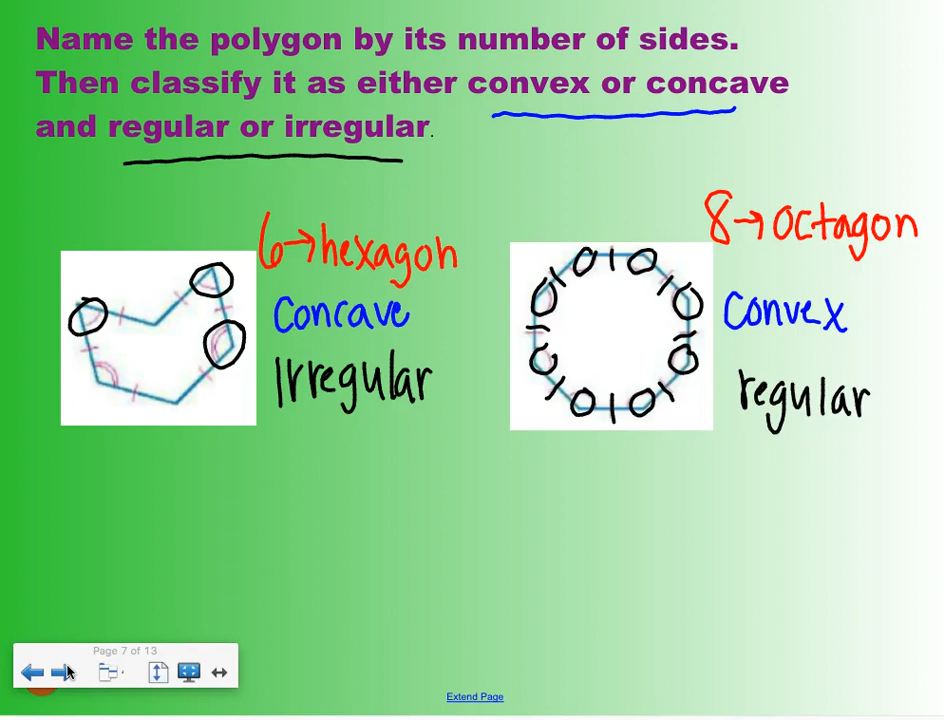 Name the polygon by its number of sides.
Then classify it as either convex or concave
and regular or irregular.
6→hexagon
Concave
Irregular
8→Octagon
Convex
regular
Page 7 of 13
Extend Page